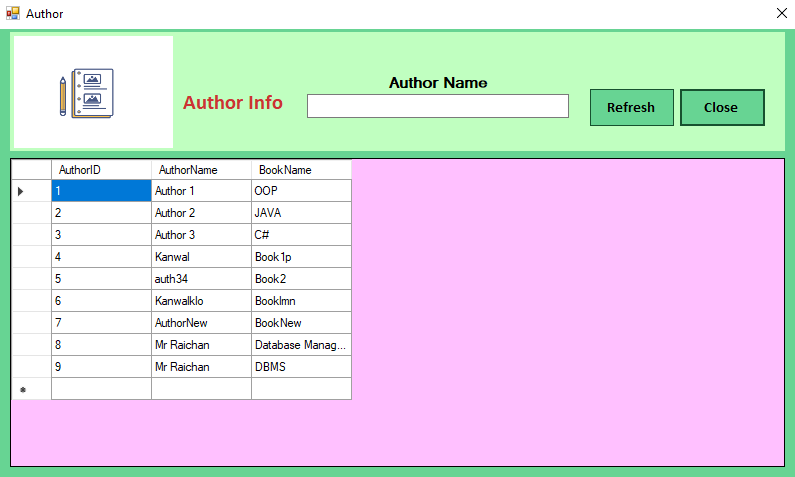 Author
Author Name
Author Info
Refresh
Close
AuthorID AuthorName BookName
1 Author 1 OOP
2 Author 2 JAVA
3 Author 3 C#
4 Kanwal Book1p
5 auth34 Book2
6 Kanwalklo Booklmn
7 AuthorNew BookNew
8 Mr Raichan Database Manag...
9 Mr Raichan DBMS